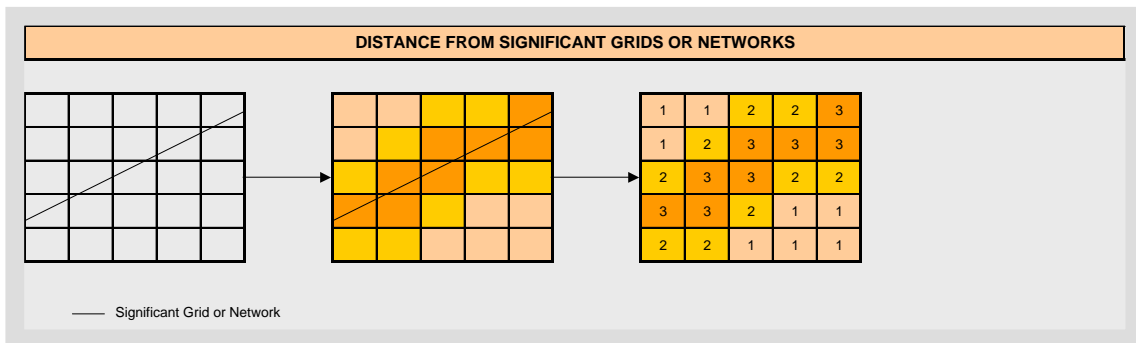 DISTANCE FROM SIGNIFICANT GRIDS OR NETWORKS
1 1 2 2 3
1 2 3 3 3
2 3 3 2 2
3 3 2 1 1
2 2 1 1 1
Significant Grid or Network